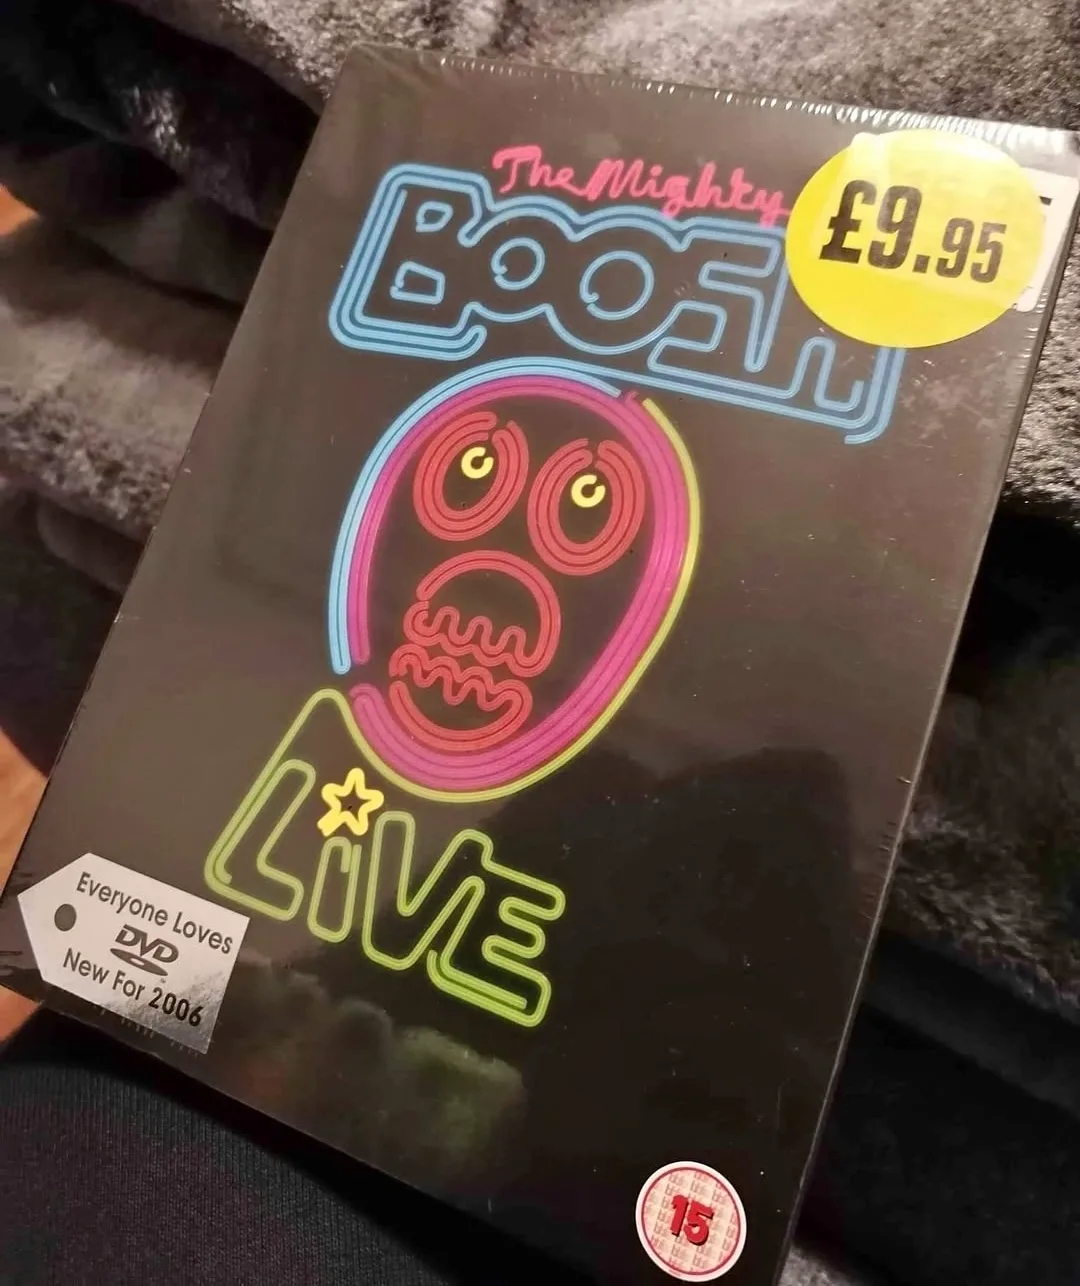 The Mighty
BOOSH
£9.95
LiVE
Everyone Loves
DVD
New For 2006
15